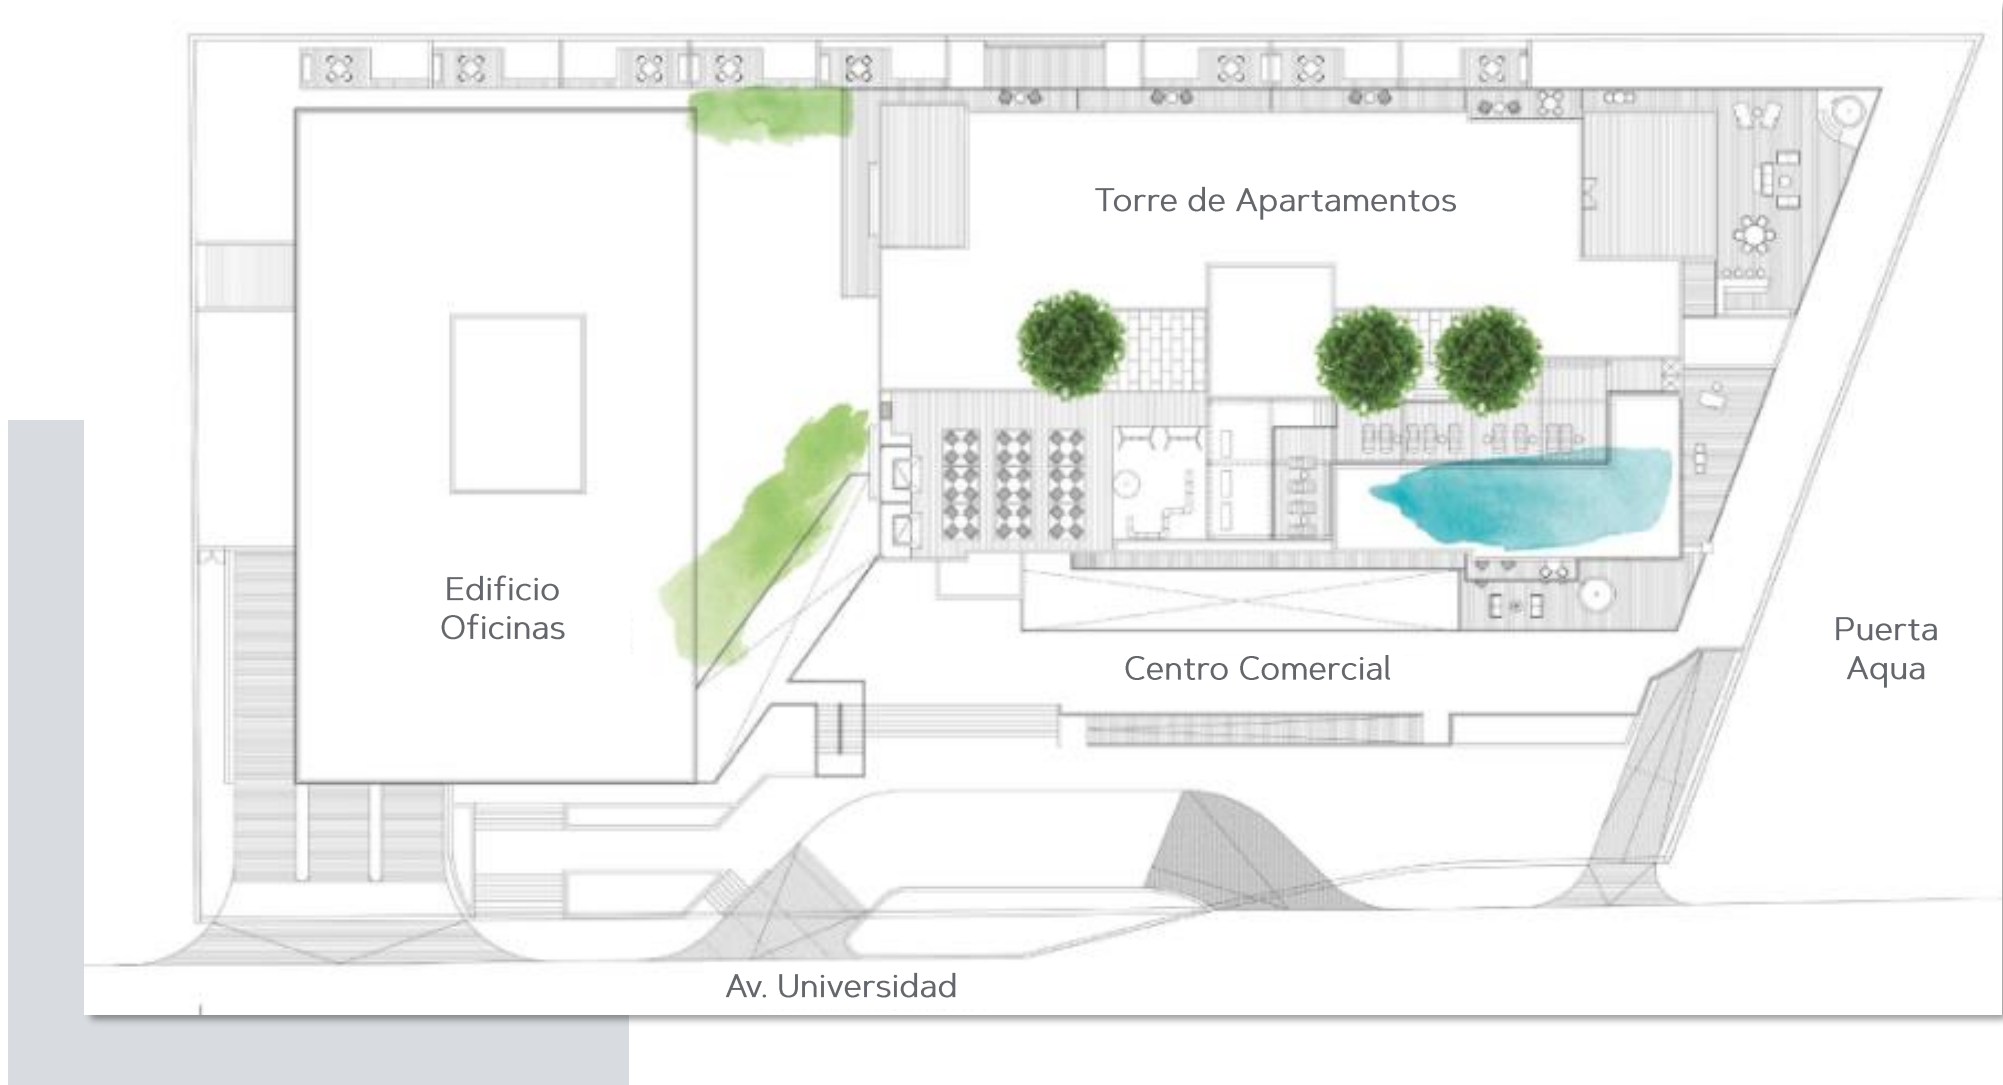 Torre de Apartamentos
Edificio
Oficinas
Puerta
Aqua
Centro Comercial
Av. Universidad